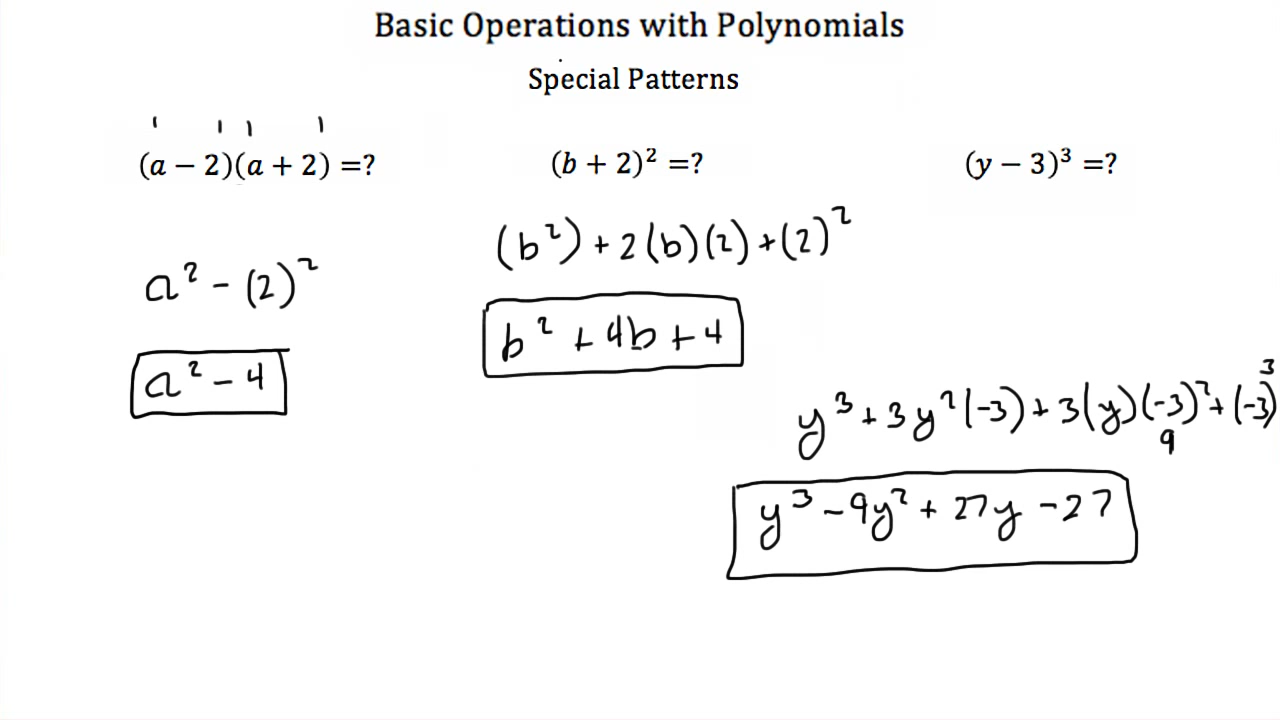 Basic Operations with Polynomials
Special Patterns
(a − 2)(a + 2) =?
a² − (2)²
a² − 4
(b + 2)² =?
(b²) + 2(b)(2) + (2)²
b² + 4b + 4
(y − 3)³ =?
y³ + 3y²(-3) + 3(y)(-3)² + (-3)³
9
y³ − 9y² + 27y − 27